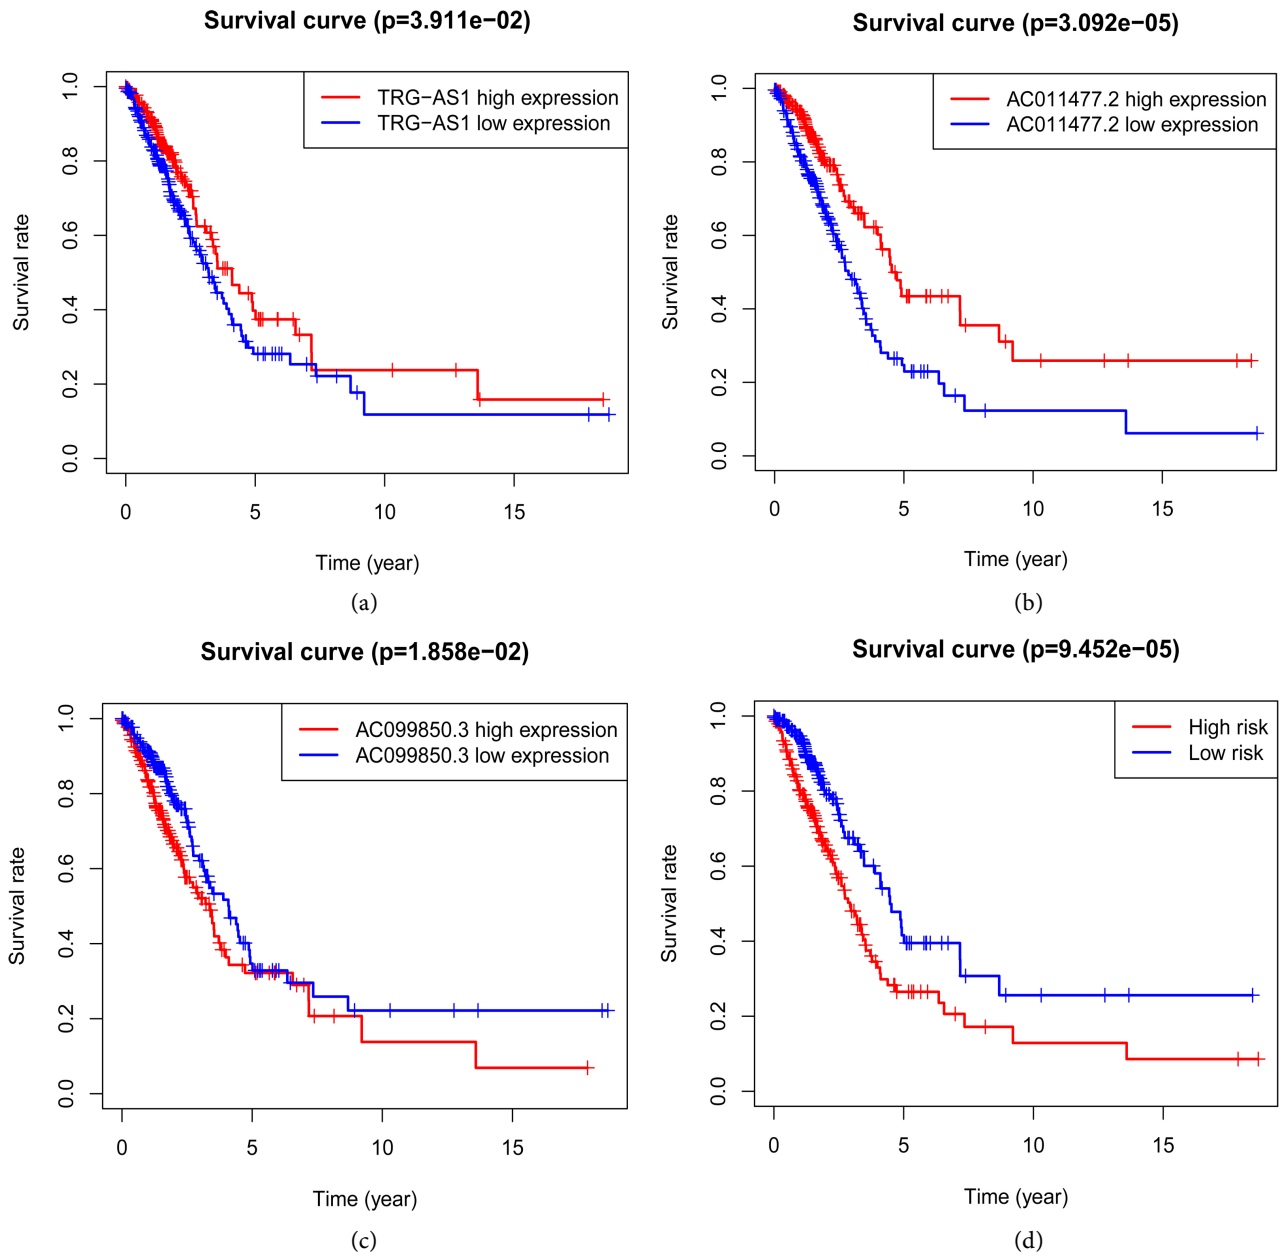 Survival curve (p=3.911e−02)
TRG−AS1 high expression
TRG−AS1 low expression
Survival rate
1.0
0.8
0.6
0.4
0.2
0.0
0 5 10 15
Time (year)
(a)
Survival curve (p=3.092e−05)
AC011477.2 high expression
AC011477.2 low expression
Survival rate
1.0
0.8
0.6
0.4
0.2
0.0
0 5 10 15
Time (year)
(b)
Survival curve (p=1.858e−02)
AC099850.3 high expression
AC099850.3 low expression
Survival rate
1.0
0.8
0.6
0.4
0.2
0.0
0 5 10 15
Time (year)
(c)
Survival curve (p=9.452e−05)
High risk
Low risk
Survival rate
1.0
0.8
0.6
0.4
0.2
0.0
0 5 10 15
Time (year)
(d)